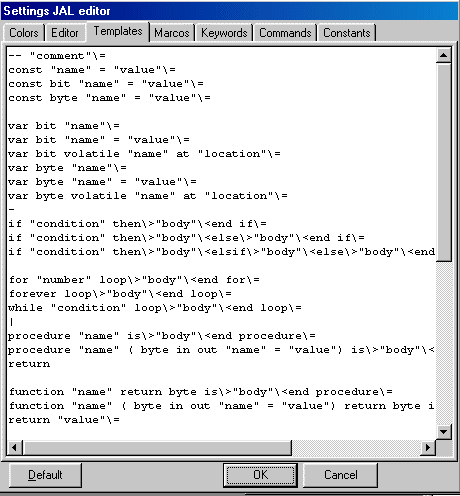 Settings JAL editor
Colors Editor Templates Marcos Keywords Commands Constants
-- "comment"\=
const "name" = "value"\=
const bit "name" = "value"\=
const byte "name" = "value"\=
var bit "name"\=
var bit "name" = "value"\=
var bit volatile "name" at "location"\=
var byte "name"\=
var byte "name" = "value"\=
var byte volatile "name" at "location"\=
-
if "condition" then\>"body"\<end if\=
if "condition" then\>"body"\<else\>"body"\<end if\=
if "condition" then\>"body"\<elsif\>"body"\<else\>"body"\<end
for "number" loop\>"body"\<end for\=
forever loop\>"body"\<end loop\=
while "condition" loop\>"body"\<end loop\=
|
procedure "name" is\>"body"\<end procedure\=
procedure "name" ( byte in out "name" = "value") is\>"body"\<
return
function "name" return byte is\>"body"\<end procedure\=
function "name" ( byte in out "name" = "value") return byte i
return "value"\=
Default OK Cancel